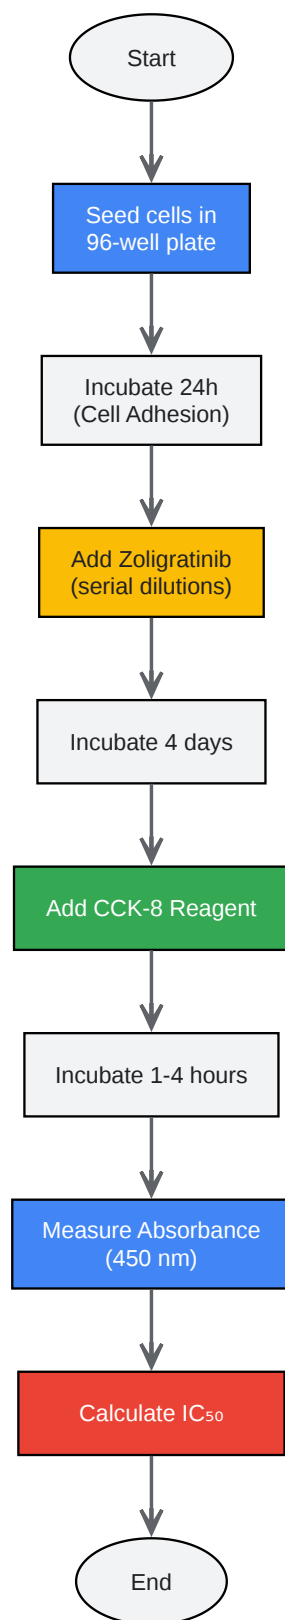 Start
Seed cells in
96-well plate
Incubate 24h
(Cell Adhesion)
Add Zoligratinib
(serial dilutions)
Incubate 4 days
Add CCK-8 Reagent
Incubate 1-4 hours
Measure Absorbance
(450 nm)
Calculate IC₅₀
End